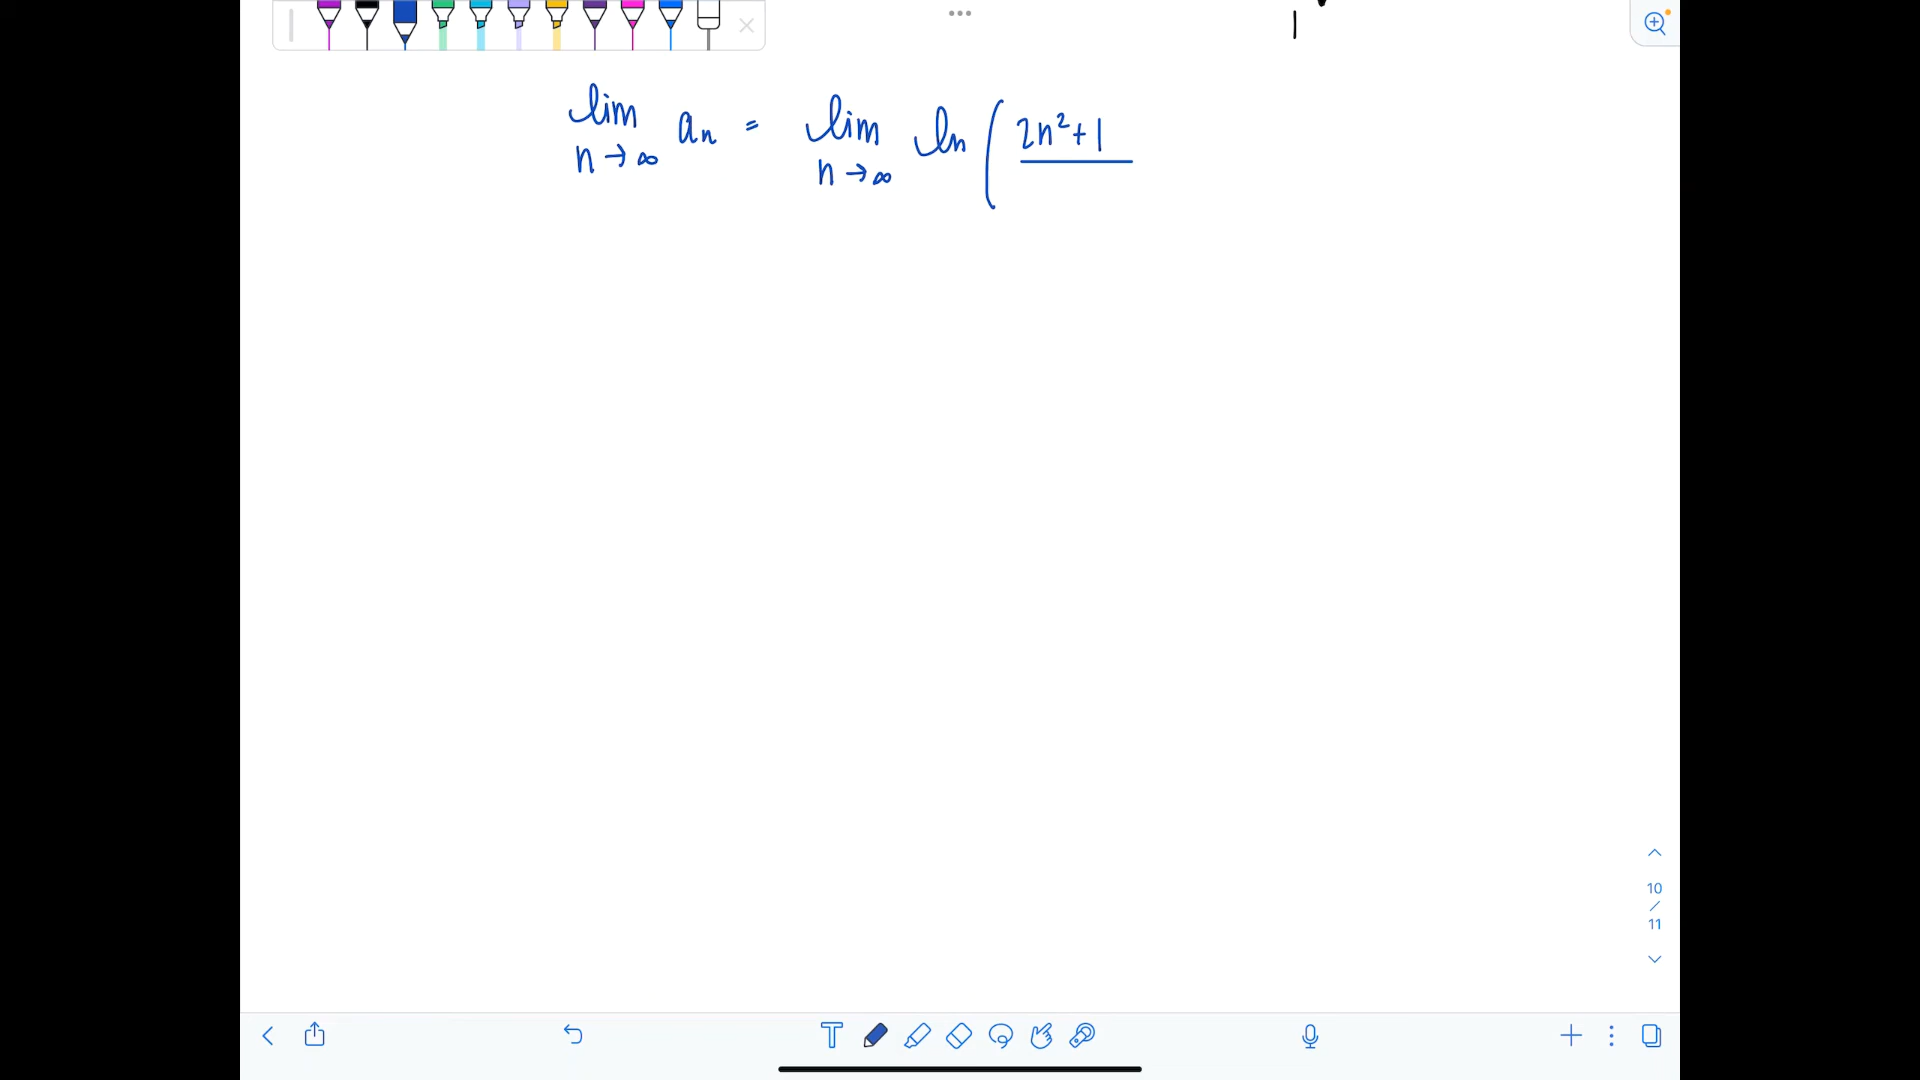 lim n→∞ aₙ = lim n→∞ ln ( 2n²+1
10
/
11